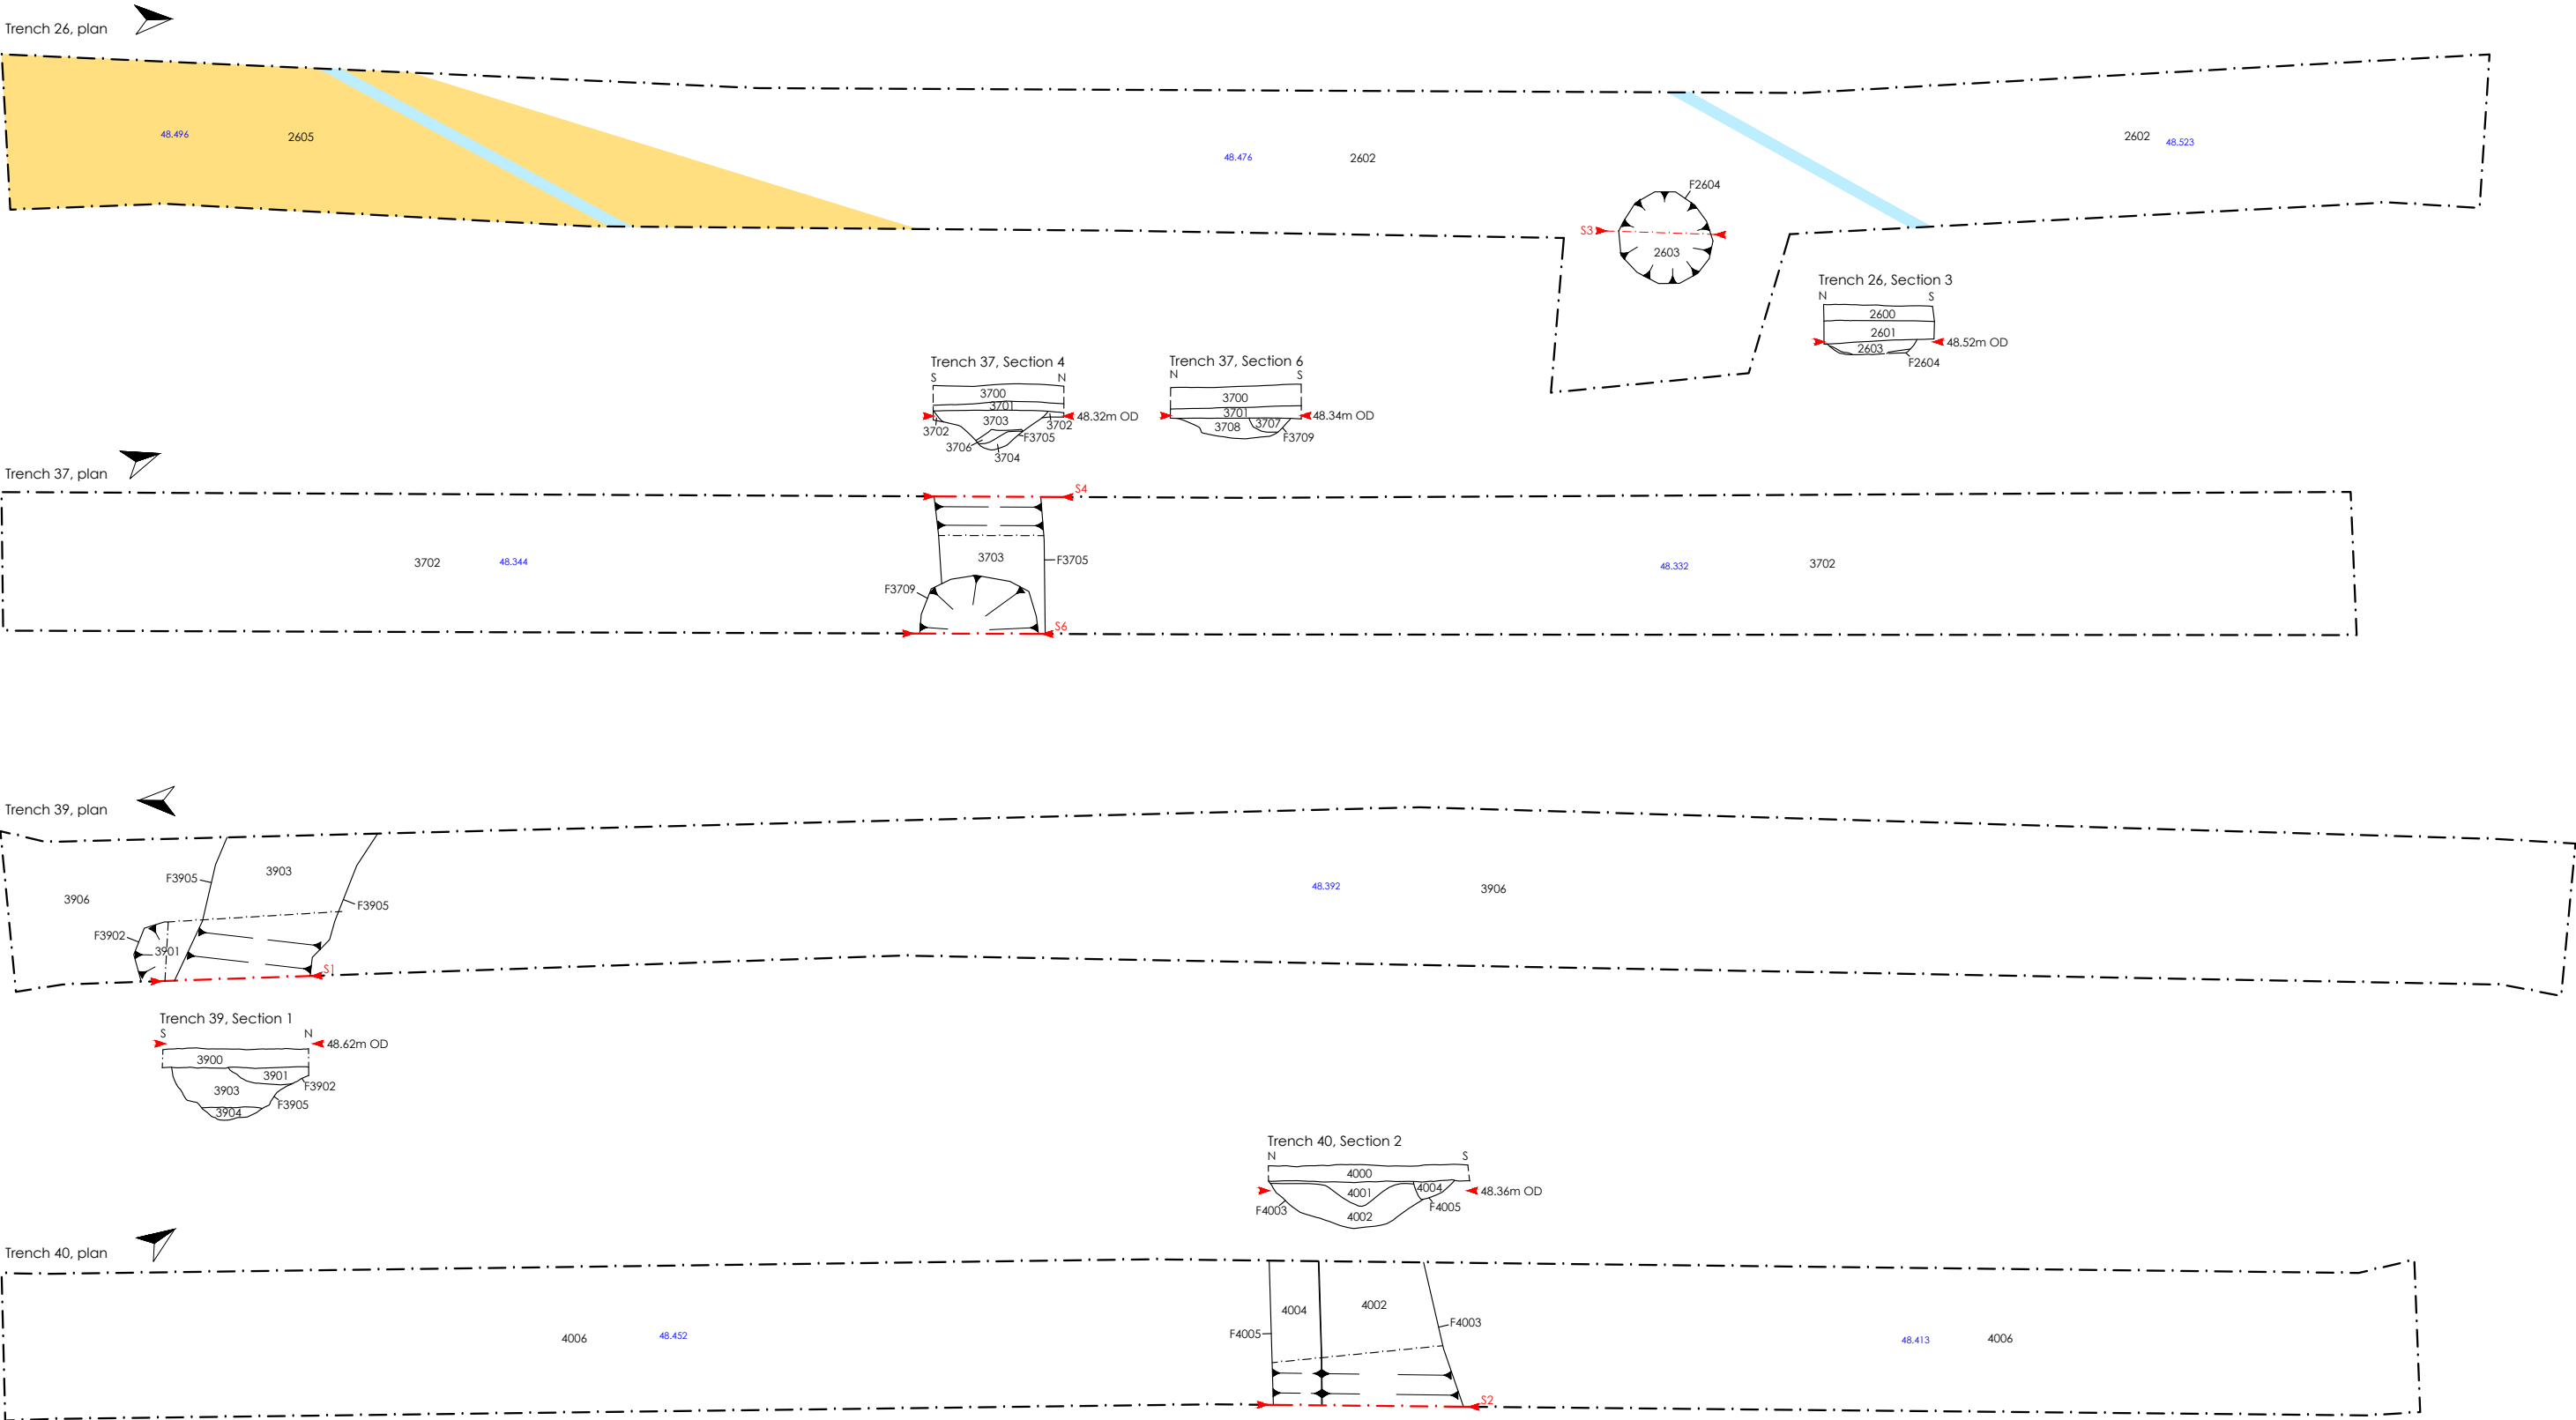 Trench 26, plan
48.496 2605
48.476 2602
2602 48.523
F2604
S3
2603
Trench 26, Section 3
N S
2600
2601
48.52m OD
2603
F2604
Trench 37, Section 4
S N
3700
3701
48.32m OD
3703
3702 3702
F3705
3706
3704
Trench 37, Section 6
N S
3700
3701
48.34m OD
3708 3707
F3709
Trench 37, plan
S4
3702 48.344
3703
F3705
48.332 3702
F3709
S6
Trench 39, plan
3903
F3905
3906
F3905
48.392 3906
F3902
3901
S1
Trench 39, Section 1
S N
48.62m OD
3900
3901
F3902
3903
F3905
3904
Trench 40, Section 2
N S
4000
4001 4004
48.36m OD
F4003
4002
F4005
Trench 40, plan
4004 4002
F4003
F4005
4006 48.452
48.413 4006
S2